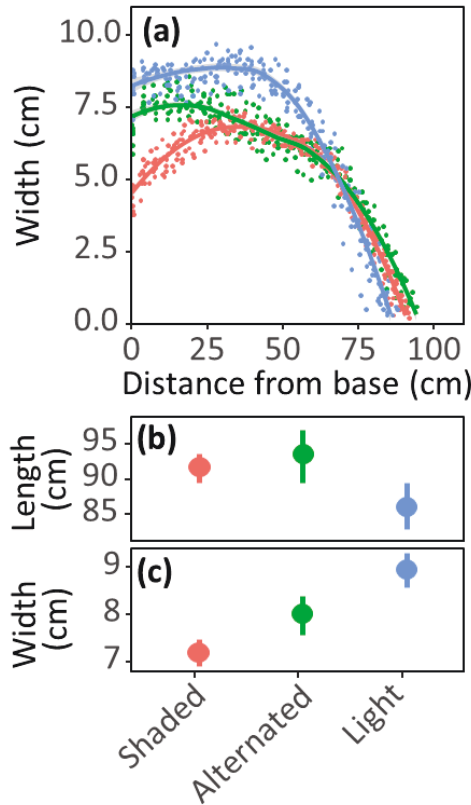 (a)
10.0
7.5
5.0
2.5
0.0
Width (cm)
0 25 50 75 100
Distance from base (cm)
(b)
95
90
85
Length
(cm)
(c)
9
8
7
Width
(cm)
Shaded
Alternated
Light